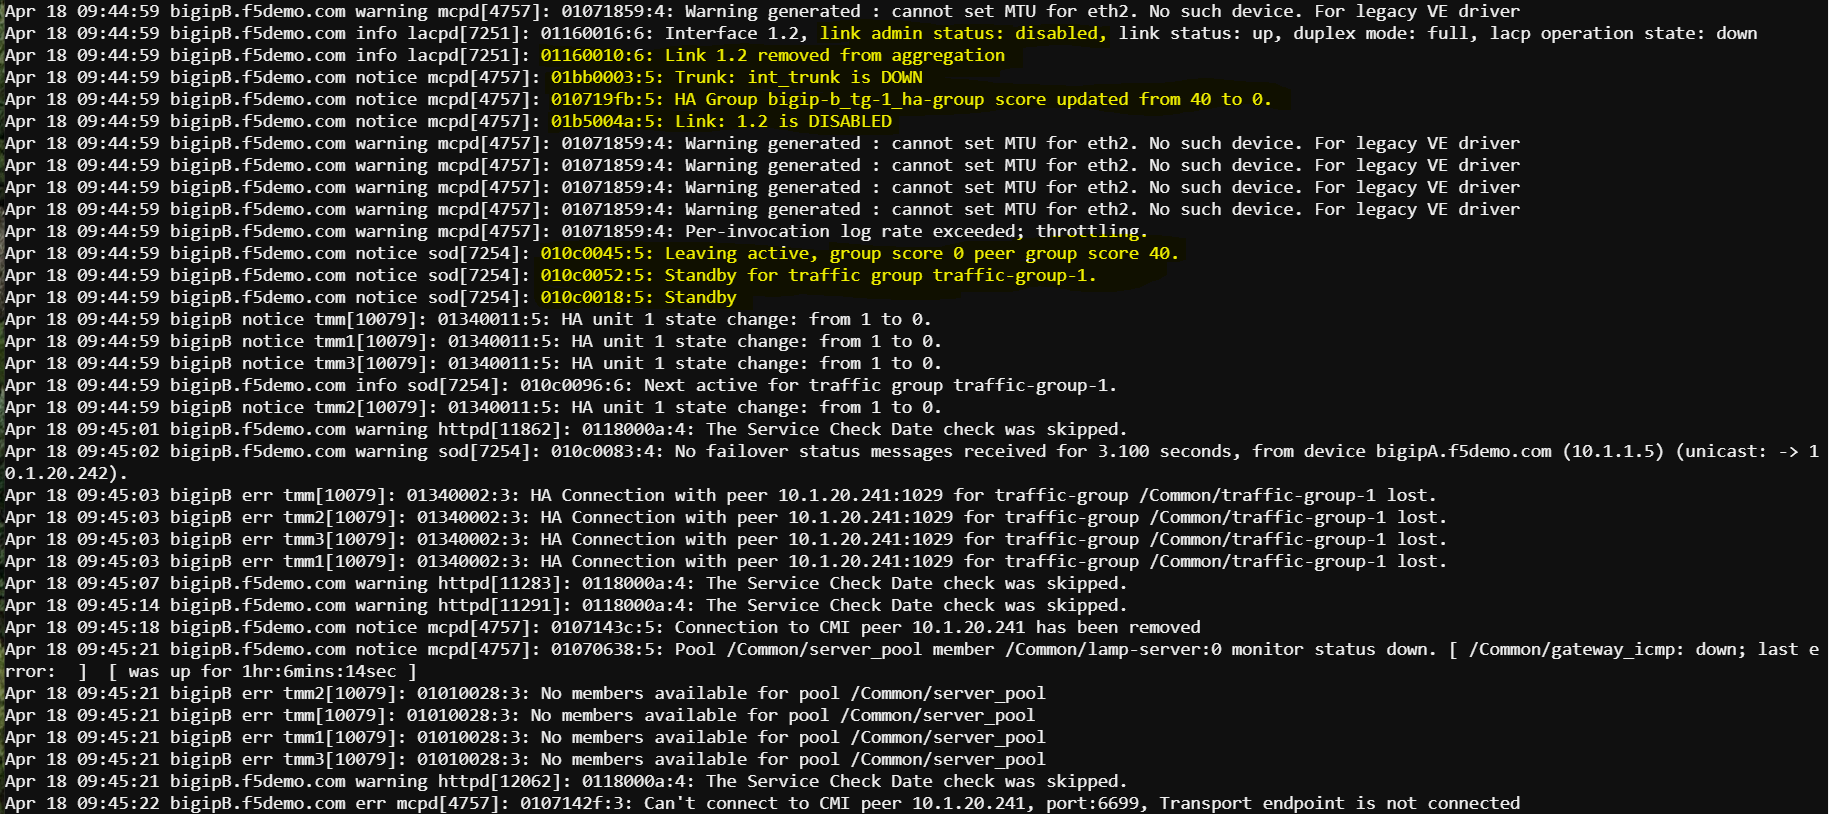 Apr 18 09:44:59 bigipB.f5demo.com warning mcpd[4757]: 01071859:4: Warning generated : cannot set MTU for eth2. No such device. For legacy VE driver
Apr 18 09:44:59 bigipB.f5demo.com info lacpd[7251]: 01160016:6: Interface 1.2, link admin status: disabled, link status: up, duplex mode: full, lacp operation state: down
Apr 18 09:44:59 bigipB.f5demo.com info lacpd[7251]: 01160010:6: Link 1.2 removed from aggregation
Apr 18 09:44:59 bigipB.f5demo.com notice mcpd[4757]: 01bb0003:5: Trunk: int_trunk is DOWN
Apr 18 09:44:59 bigipB.f5demo.com notice mcpd[4757]: 010719fb:5: HA Group bigip-b_tg-1_ha-group score updated from 40 to 0.
Apr 18 09:44:59 bigipB.f5demo.com notice mcpd[4757]: 01b5004a:5: Link: 1.2 is DISABLED
Apr 18 09:44:59 bigipB.f5demo.com warning mcpd[4757]: 01071859:4: Warning generated : cannot set MTU for eth2. No such device. For legacy VE driver
Apr 18 09:44:59 bigipB.f5demo.com warning mcpd[4757]: 01071859:4: Warning generated : cannot set MTU for eth2. No such device. For legacy VE driver
Apr 18 09:44:59 bigipB.f5demo.com warning mcpd[4757]: 01071859:4: Warning generated : cannot set MTU for eth2. No such device. For legacy VE driver
Apr 18 09:44:59 bigipB.f5demo.com warning mcpd[4757]: 01071859:4: Warning generated : cannot set MTU for eth2. No such device. For legacy VE driver
Apr 18 09:44:59 bigipB.f5demo.com warning mcpd[4757]: 01071859:4: Per-invocation log rate exceeded; throttling.
Apr 18 09:44:59 bigipB.f5demo.com notice sod[7254]: 010c0045:5: Leaving active, group score 0 peer group score 40.
Apr 18 09:44:59 bigipB.f5demo.com notice sod[7254]: 010c0052:5: Standby for traffic group traffic-group-1.
Apr 18 09:44:59 bigipB.f5demo.com notice sod[7254]: 010c0018:5: Standby
Apr 18 09:44:59 bigipB notice tmm[10079]: 01340011:5: HA unit 1 state change: from 1 to 0.
Apr 18 09:44:59 bigipB notice tmm1[10079]: 01340011:5: HA unit 1 state change: from 1 to 0.
Apr 18 09:44:59 bigipB notice tmm3[10079]: 01340011:5: HA unit 1 state change: from 1 to 0.
Apr 18 09:44:59 bigipB.f5demo.com info sod[7254]: 010c0096:6: Next active for traffic group traffic-group-1.
Apr 18 09:44:59 bigipB notice tmm2[10079]: 01340011:5: HA unit 1 state change: from 1 to 0.
Apr 18 09:45:01 bigipB.f5demo.com warning httpd[11862]: 0118000a:4: The Service Check Date check was skipped.
Apr 18 09:45:02 bigipB.f5demo.com warning sod[7254]: 010c0083:4: No failover status messages received for 3.100 seconds, from device bigipA.f5demo.com (10.1.1.5) (unicast: -> 1
0.1.20.242).
Apr 18 09:45:03 bigipB err tmm[10079]: 01340002:3: HA Connection with peer 10.1.20.241:1029 for traffic-group /Common/traffic-group-1 lost.
Apr 18 09:45:03 bigipB err tmm2[10079]: 01340002:3: HA Connection with peer 10.1.20.241:1029 for traffic-group /Common/traffic-group-1 lost.
Apr 18 09:45:03 bigipB err tmm3[10079]: 01340002:3: HA Connection with peer 10.1.20.241:1029 for traffic-group /Common/traffic-group-1 lost.
Apr 18 09:45:03 bigipB err tmm1[10079]: 01340002:3: HA Connection with peer 10.1.20.241:1029 for traffic-group /Common/traffic-group-1 lost.
Apr 18 09:45:07 bigipB.f5demo.com warning httpd[11283]: 0118000a:4: The Service Check Date check was skipped.
Apr 18 09:45:14 bigipB.f5demo.com warning httpd[11291]: 0118000a:4: The Service Check Date check was skipped.
Apr 18 09:45:18 bigipB.f5demo.com notice mcpd[4757]: 0107143c:5: Connection to CMI peer 10.1.20.241 has been removed
Apr 18 09:45:21 bigipB.f5demo.com notice mcpd[4757]: 01070638:5: Pool /Common/server_pool member /Common/lamp-server:0 monitor status down. [ /Common/gateway_icmp: down; last e
rror:  ]  [ was up for 1hr:6mins:14sec ]
Apr 18 09:45:21 bigipB err tmm2[10079]: 01010028:3: No members available for pool /Common/server_pool
Apr 18 09:45:21 bigipB err tmm[10079]: 01010028:3: No members available for pool /Common/server_pool
Apr 18 09:45:21 bigipB err tmm1[10079]: 01010028:3: No members available for pool /Common/server_pool
Apr 18 09:45:21 bigipB err tmm3[10079]: 01010028:3: No members available for pool /Common/server_pool
Apr 18 09:45:21 bigipB.f5demo.com warning httpd[12062]: 0118000a:4: The Service Check Date check was skipped.
Apr 18 09:45:22 bigipB.f5demo.com err mcpd[4757]: 0107142f:3: Can't connect to CMI peer 10.1.20.241, port:6699, Transport endpoint is not connected